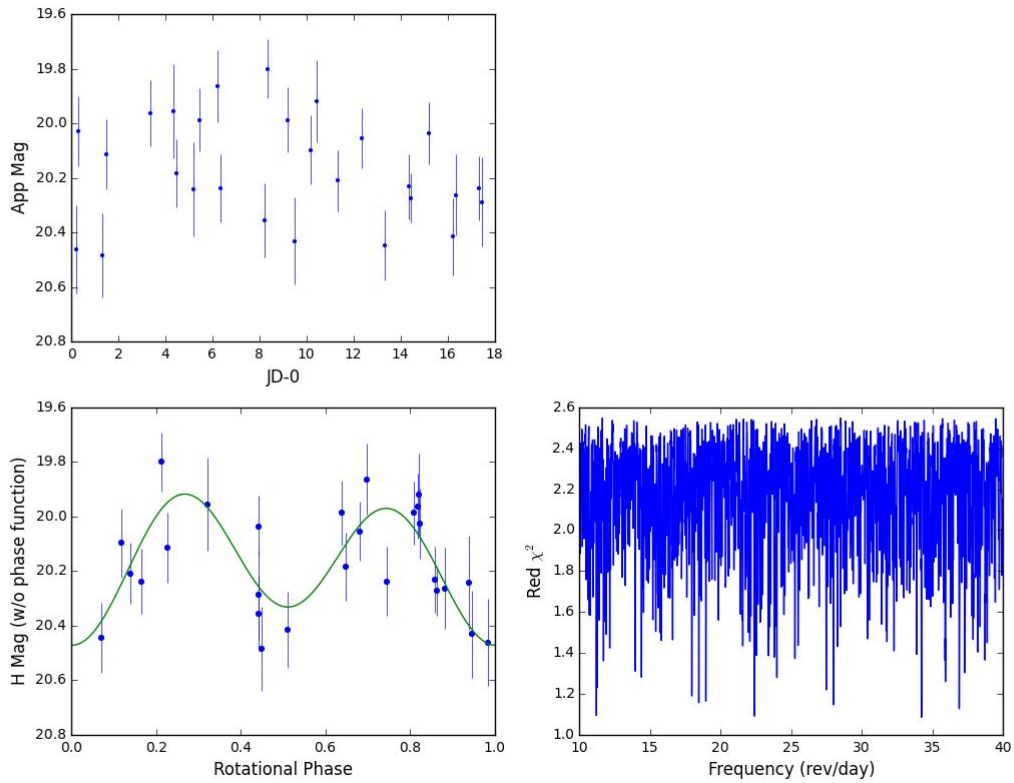 19.6
19.8
20.0
20.2
20.4
20.6
20.8
App Mag
0 2 4 6 8 10 12 14 16 18
JD-0
19.6
19.8
20.0
20.2
20.4
20.6
20.8
H Mag (w/o phase function)
0.0 0.2 0.4 0.6 0.8 1.0
Rotational Phase
2.6
2.4
2.2
2.0
1.8
1.6
1.4
1.2
1.0
Red χ²
10 15 20 25 30 35 40
Frequency (rev/day)